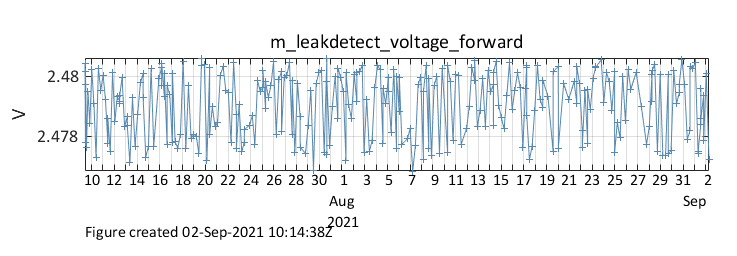 m_leakdetect_voltage_forward
2.48
V
2.478
10 12 14 16 18 20 22 24 26 28 30 1 3 5 7 9 11 13 15 17 19 21 23 25 27 29 31 2
Aug Sep
2021
Figure created 02-Sep-2021 10:14:38Z